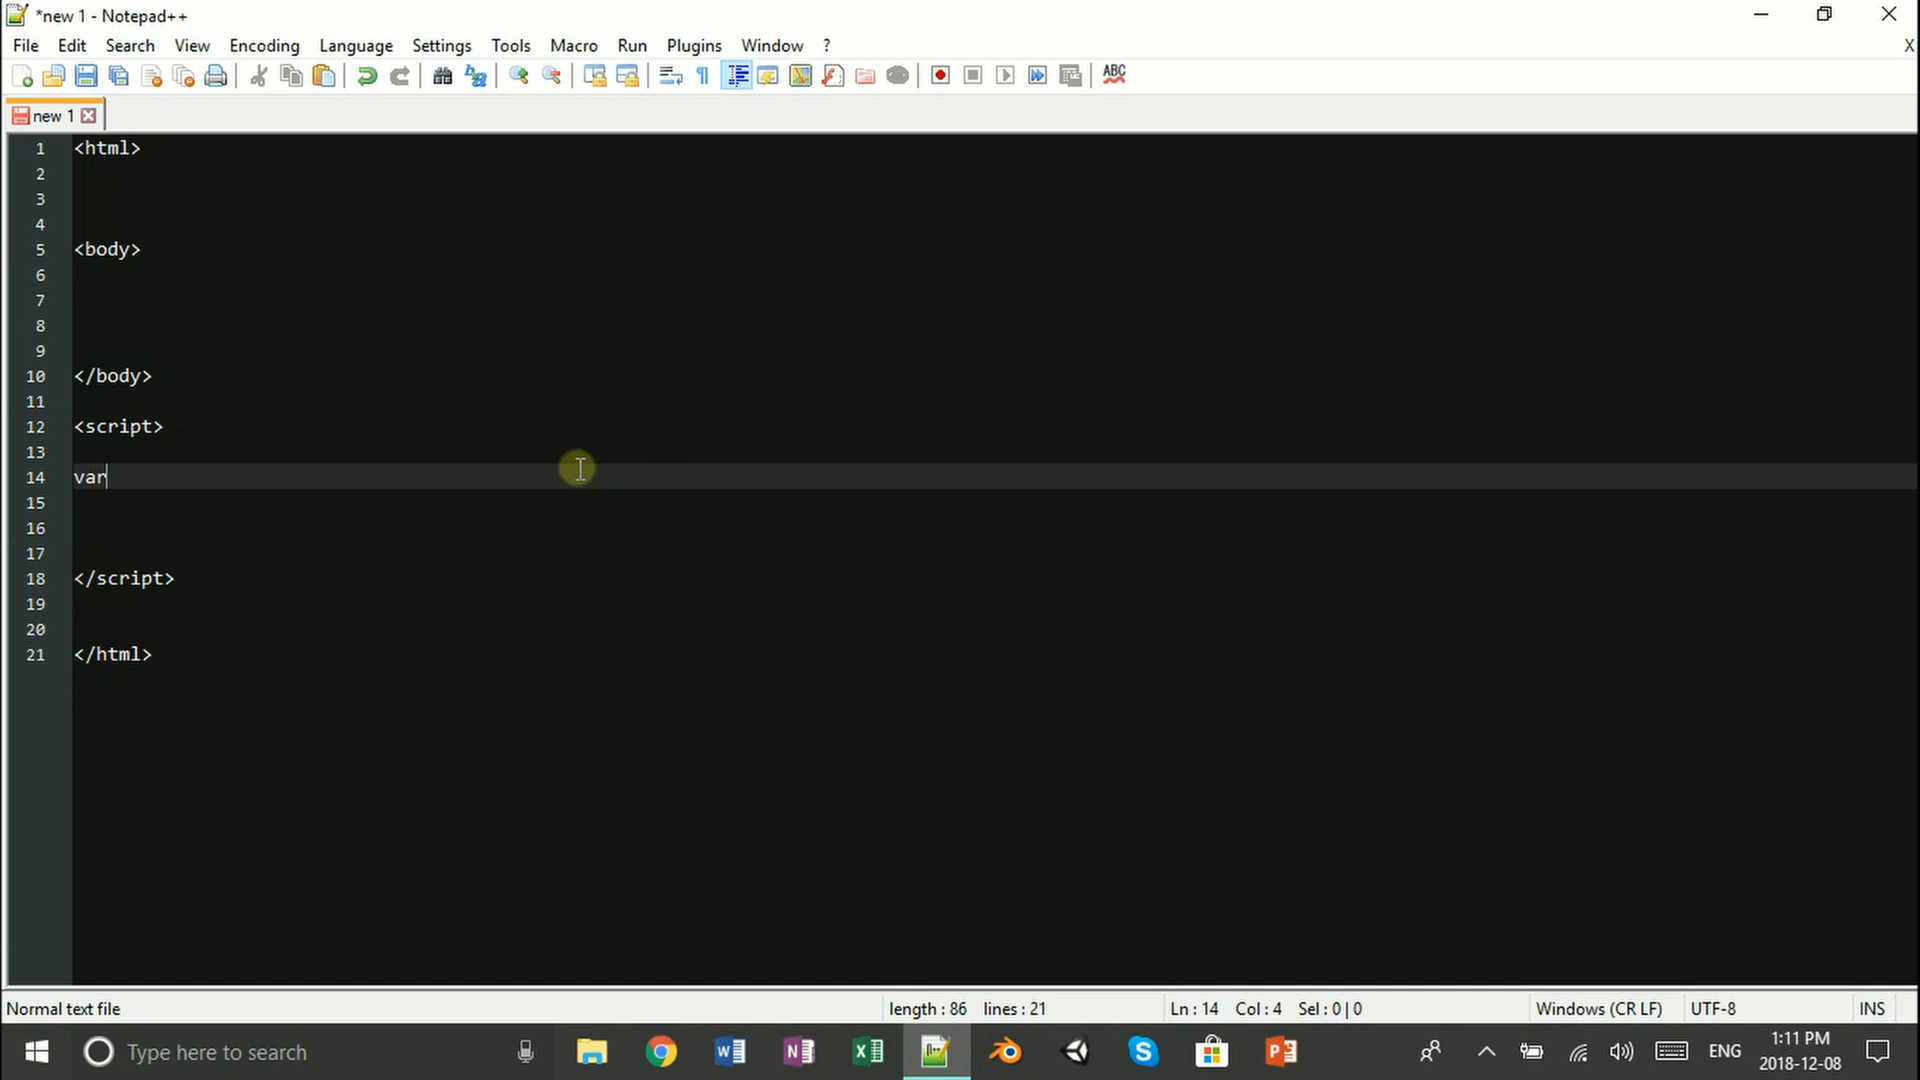 *new 1 - Notepad++
File Edit Search View Encoding Language Settings Tools Macro Run Plugins Window ? X
ABC
new 1
1 <html>
2
3
4
5 <body>
6
7
8
9
10 </body>
11
12 <script>
13
14 var
15
16
17
18 </script>
19
20
21 </html>
Normal text file length : 86 lines : 21 Ln : 14 Col : 4 Sel : 0 | 0 Windows (CR LF) UTF-8 INS
Type here to search ENG 1:11 PM
2018-12-08